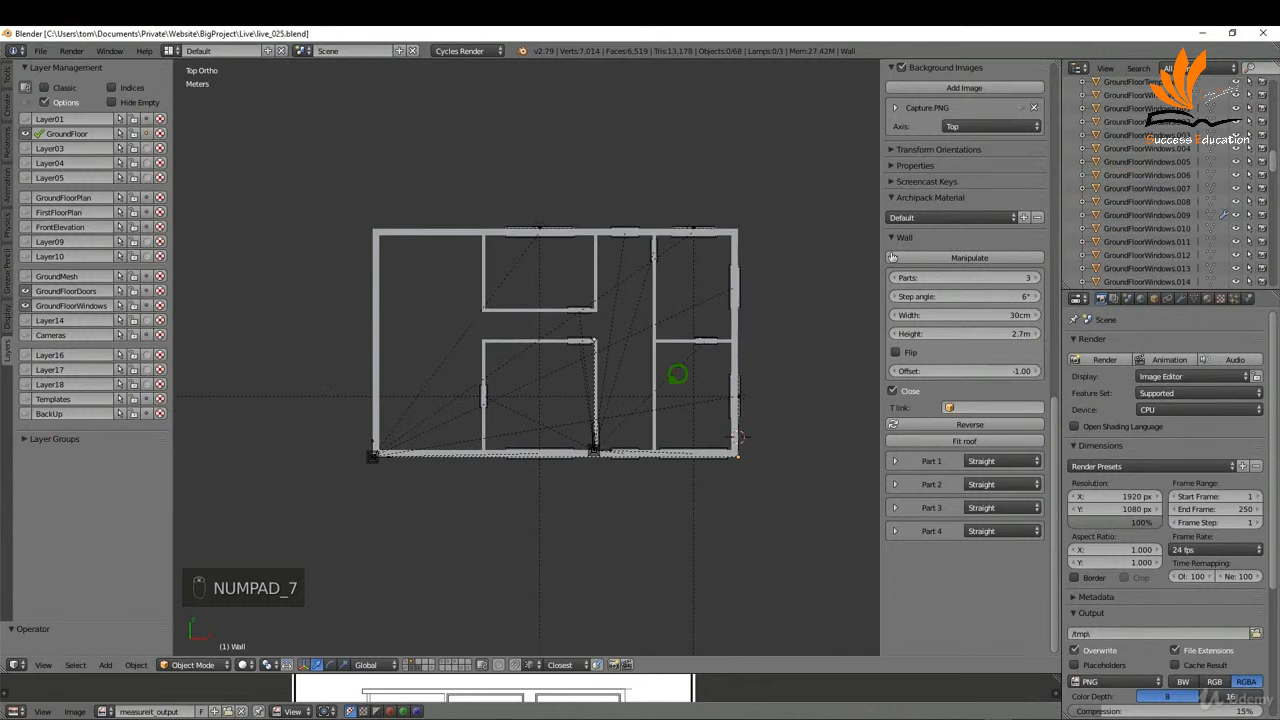 Blender [C:\Users\tom\Documents\Private\Website\BigProject\Live\live_025.blend]
File Render Window Help Default Scene Cycles Render v2.79 | Verts:7,014 | Faces:6,519 | Tris:13,178 | Objects:0/68 | Lamps:0/3 | Mem:27.42M | Wall
Layer Management
Classic Indices
Options Hide Empty
Layer01
GroundFloor
Layer03
Layer04
Layer05
GroundFloorPlan
FirstFloorPlan
FrontElevation
Layer09
Layer10
GroundMesh
GroundFloorDoors
GroundFloorWindows
Layer14
Cameras
Layer16
Layer17
Layer18
Templates
BackUp
Layer Groups
Operator
Tools
Create
Relations
Animation
Physics
Grease Pencil
Display
Layers
Top Ortho
Meters
NUMPAD_7
(1) Wall
View Select Add Object Object Mode Global Closest
View Image measureit_output F View
Background Images
Add Image
Capture.PNG
Axis: Top
Transform Orientations
Properties
Screencast Keys
Archipack Material
Default
Wall
Manipulate
Parts: 3
Step angle: 6°
Width: 30cm
Height: 2.7m
Flip
Offset: -1.00
Close
T link:
Reverse
Fit roof
Part 1 Straight
Part 2 Straight
Part 3 Straight
Part 4 Straight
View Search All
Success Education
GroundFloorWindows.003
GroundFloorWindows.004
GroundFloorWindows.005
GroundFloorWindows.006
GroundFloorWindows.007
GroundFloorWindows.008
GroundFloorWindows.009
GroundFloorWindows.010
GroundFloorWindows.011
GroundFloorWindows.012
GroundFloorWindows.013
GroundFloorWindows.014
Scene
Render
Render Animation Audio
Display: Image Editor
Feature Set: Supported
Device: CPU
Open Shading Language
Dimensions
Render Presets
Resolution: Frame Range:
X: 1920 px Start Frame: 1
Y: 1080 px End Frame: 250
100% Frame Step: 1
Aspect Ratio: Frame Rate:
X: 1.000 24 fps
Y: 1.000 Time Remapping:
Border Crop Ol: 100 Ne: 100
Metadata
Output
/tmp\
Overwrite File Extensions
Placeholders Cache Result
PNG BW RGB RGBA
Color Depth: 8 16
Compression: 15%
Udemy